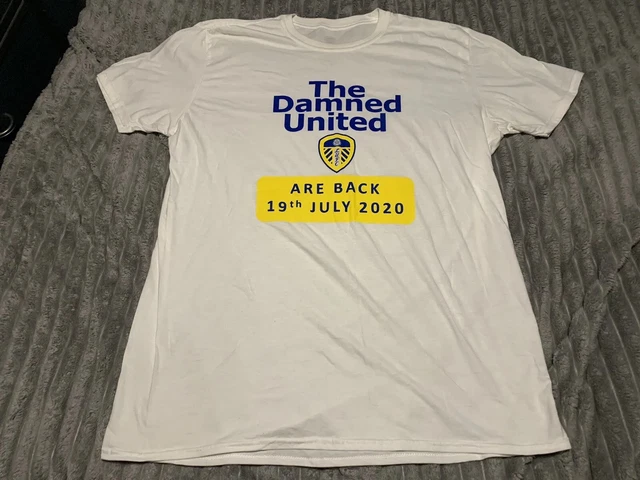 The
Damned
United
ARE BACK
19th JULY 2020